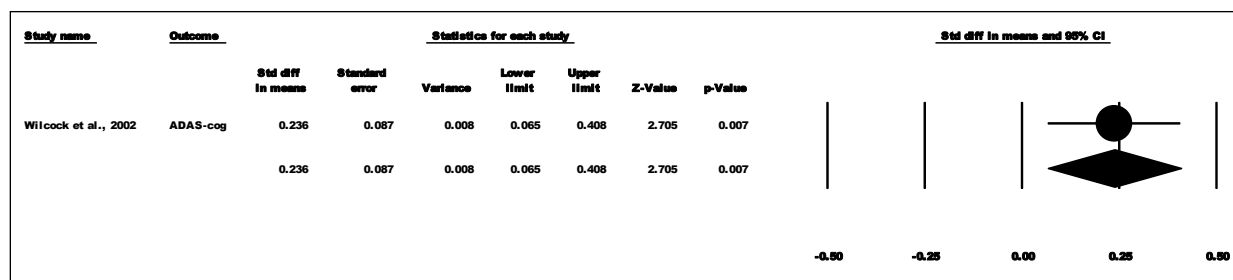 Study name Outcome Statistics for each study Std diff in means and 95% CI
Std diff Standard Lower Upper
in means error Variance limit limit Z-Value p-Value
Wilcock et al., 2002 ADAS-cog 0.236 0.087 0.008 0.065 0.408 2.705 0.007
0.236 0.087 0.008 0.065 0.408 2.705 0.007
-0.50 -0.25 0.00 0.25 0.50